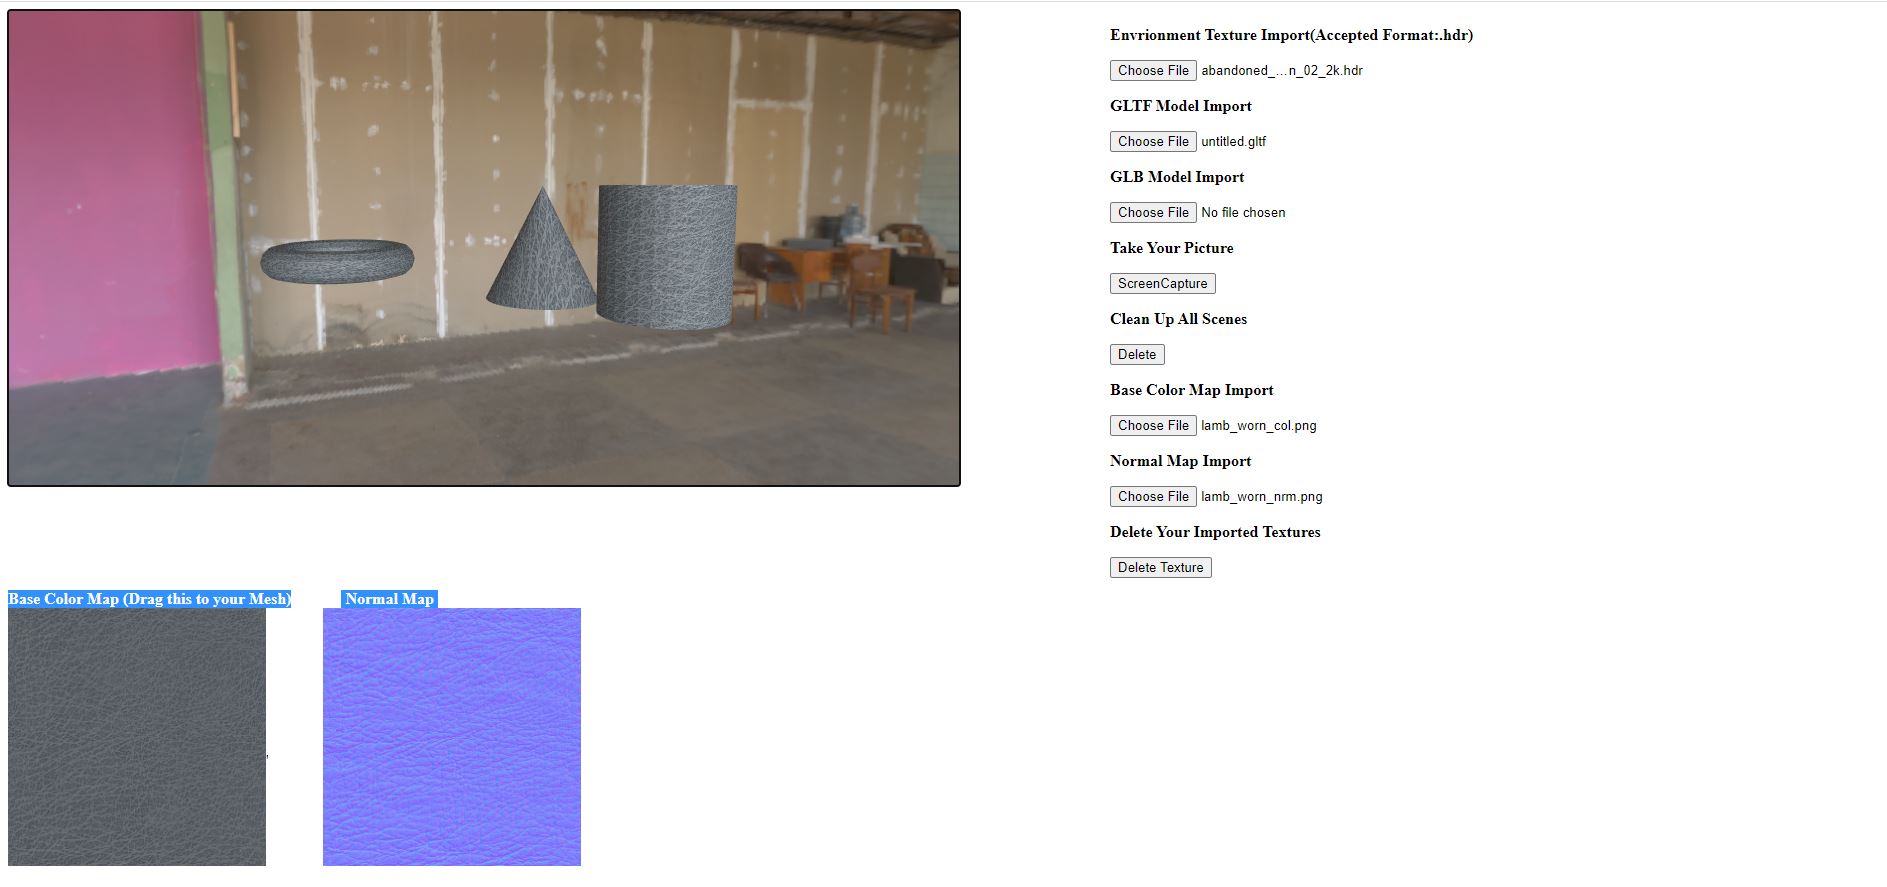 Envrionment Texture Import(Accepted Format:.hdr)
Choose File abandoned_...n_02_2k.hdr
GLTF Model Import
Choose File untitled.gltf
GLB Model Import
Choose File No file chosen
Take Your Picture
ScreenCapture
Clean Up All Scenes
Delete
Base Color Map Import
Choose File lamb_worn_col.png
Normal Map Import
Choose File lamb_worn_nrm.png
Delete Your Imported Textures
Delete Texture
Base Color Map (Drag this to your Mesh)
Normal Map
,